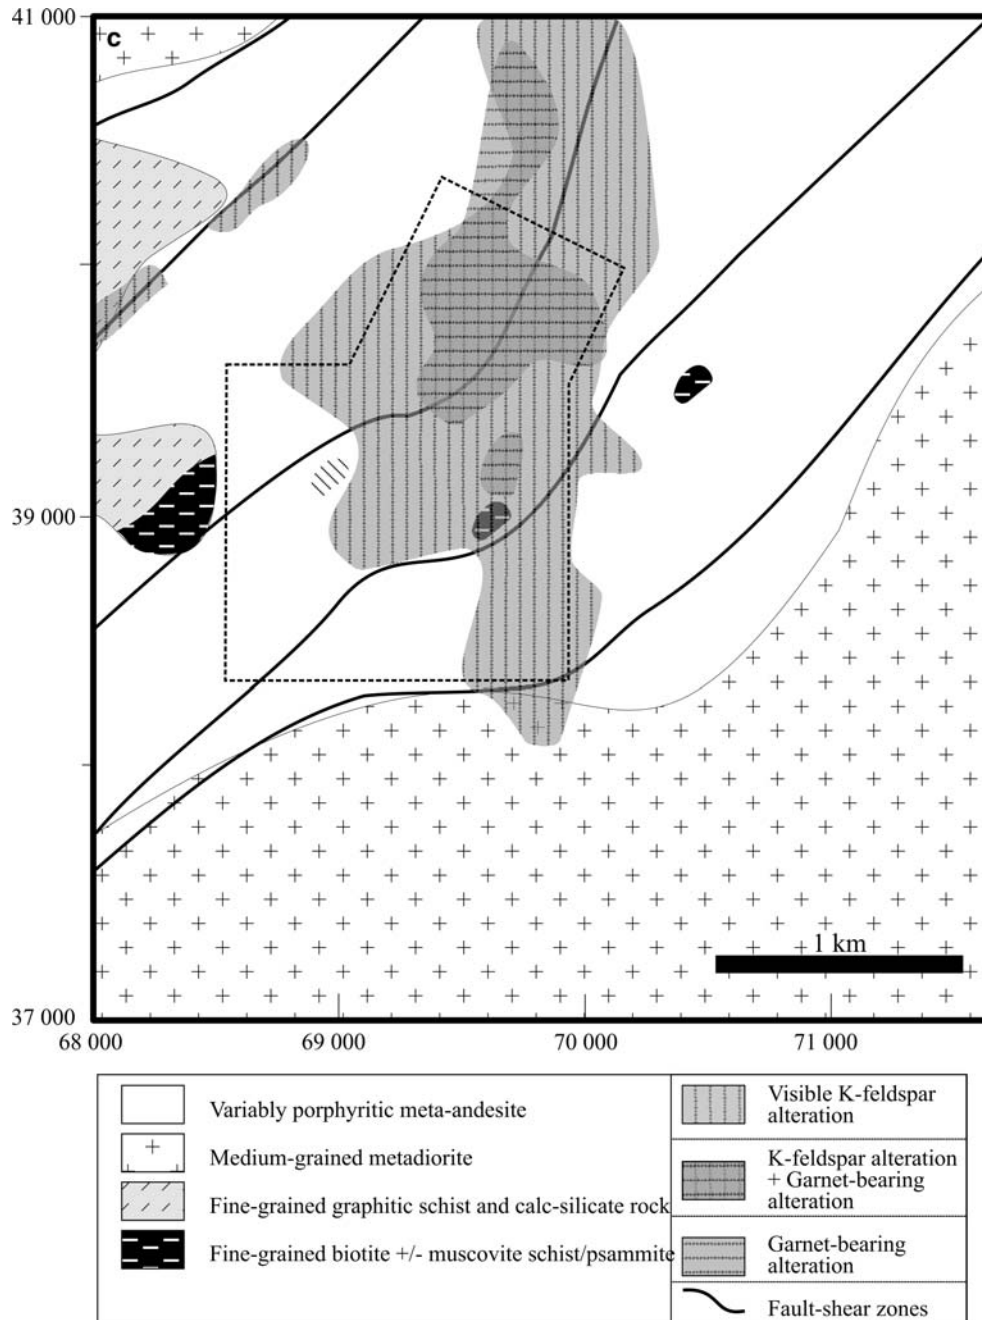 41 000
c
39 000
1 km
37 000
68 000 69 000 70 000 71 000
Variably porphyritic meta-andesite
Medium-grained metadiorite
Fine-grained graphitic schist and calc-silicate rock
Fine-grained biotite +/- muscovite schist/psammite
Visible K-feldspar
alteration
K-feldspar alteration
+ Garnet-bearing
alteration
Garnet-bearing
alteration
Fault-shear zones